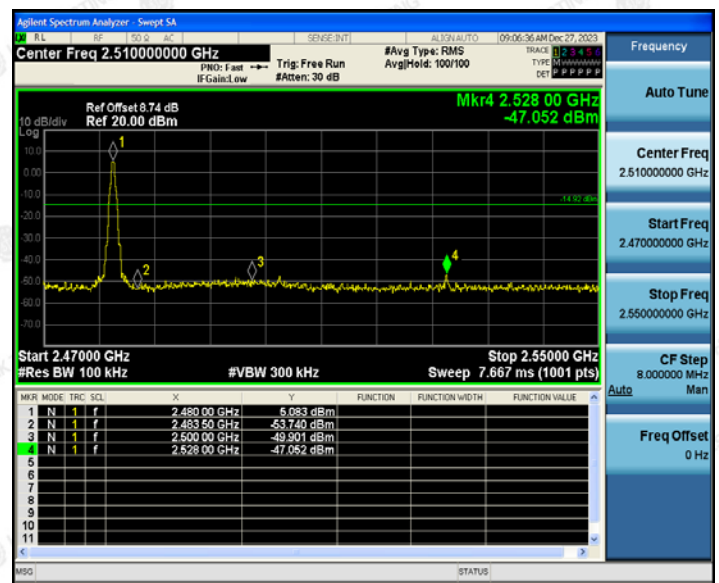 Agilent Spectrum Analyzer - Swept SA
RL RF 50 Ω AC SENSE:INT ALIGNAUTO 09:06:36 AM Dec 27, 2023
Center Freq 2.510000000 GHz #Avg Type: RMS TRACE 1 2 3 4 5 6
PNO: Fast Trig: Free Run Avg|Hold: 100/100 TYPE M
IFGain:Low #Atten: 30 dB DET P P P P P P
Frequency
Auto Tune
Center Freq
2.510000000 GHz
Start Freq
2.470000000 GHz
Stop Freq
2.550000000 GHz
CF Step
8.000000 MHz
Auto Man
Freq Offset
0 Hz
Mkr4 2.528 00 GHz
-47.052 dBm
Ref Offset 8.74 dB
10 dB/div Ref 20.00 dBm
Log
10.0
0.00
-10.0
-20.0
-30.0
-40.0
-50.0
-60.0
-70.0
-14.92 dBm
1
2
3
4
Start 2.47000 GHz Stop 2.55000 GHz
#Res BW 100 kHz #VBW 300 kHz Sweep 7.667 ms (1001 pts)
MKR MODE TRC SCL X Y FUNCTION FUNCTION WIDTH FUNCTION VALUE
1 N 1 f 2.480 00 GHz 5.083 dBm
2 N 1 f 2.483 50 GHz -53.740 dBm
3 N 1 f 2.500 00 GHz -49.901 dBm
4 N 1 f 2.528 00 GHz -47.052 dBm
5
6
7
8
9
10
11
MSG STATUS